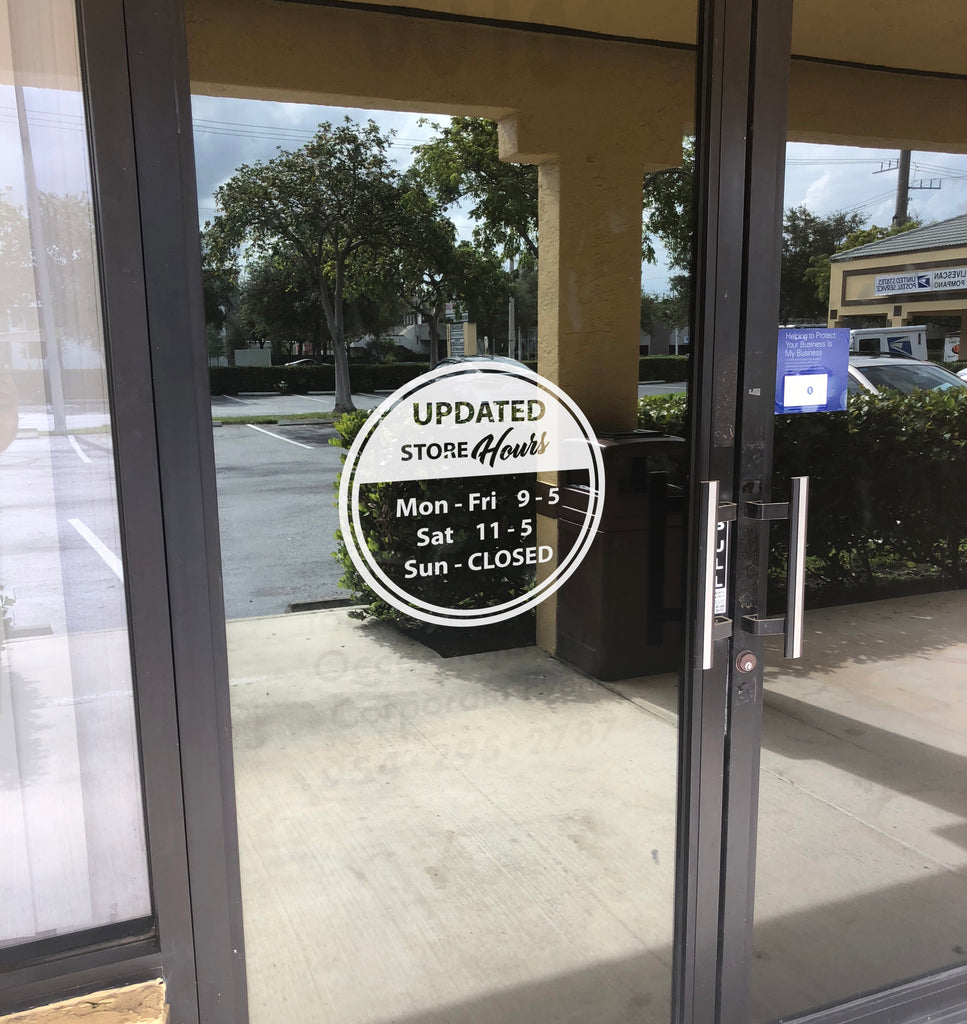 UPDATED
STORE Hours
Mon - Fri 9 - 5
Sat 11 - 5
Sun - CLOSED
Helping to Protect
Your Business Is
My Business
PULL
UNITED STATES
POSTAL SERVICE
LIVESCAN
POMPANO